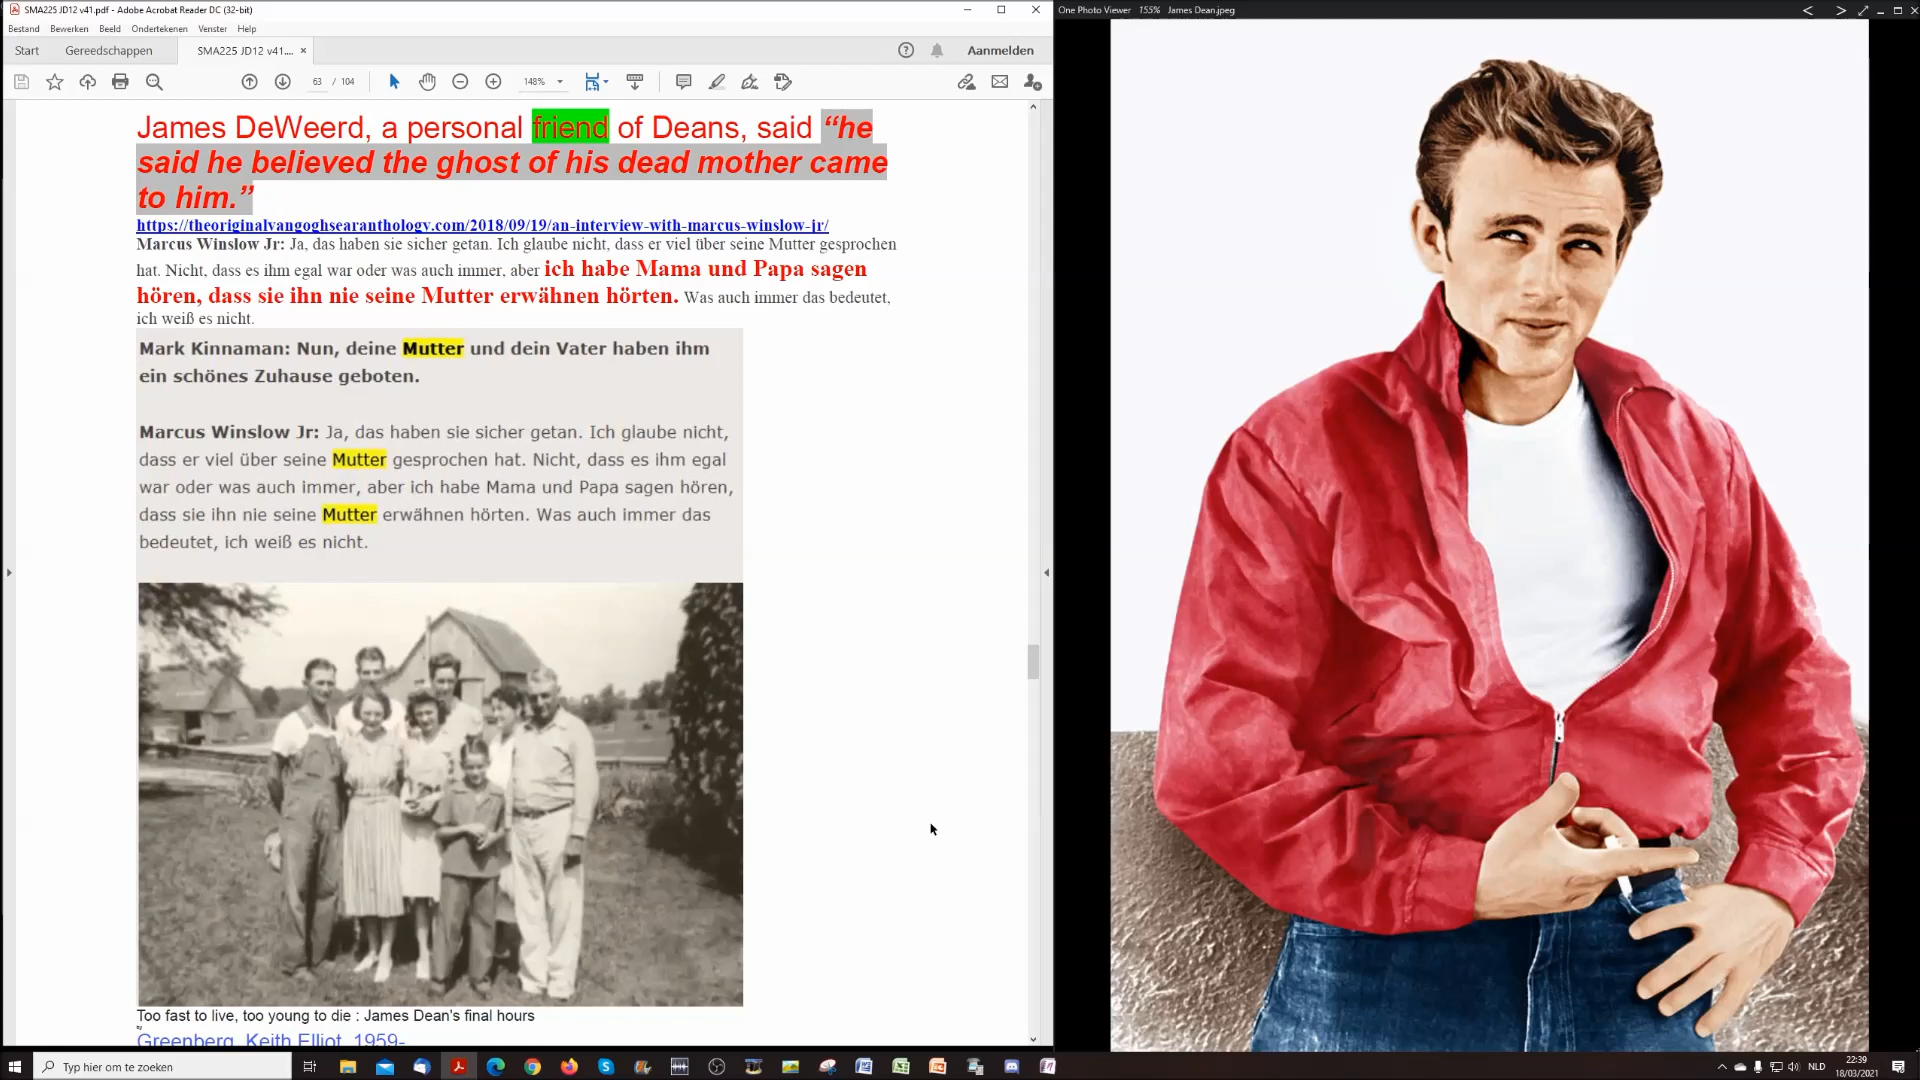 SMA225 JD12 v41.pdf - Adobe Acrobat Reader DC (32-bit)
Bestand Bewerken Beeld Ondertekenen Venster Help
Start Gereedschappen SMA225 JD12 v41.... × Aanmelden
63 / 104 148%
James DeWeerd, a personal friend of Deans, said “he
said he believed the ghost of his dead mother came
to him.”
https://theoriginalvangoghsearanthology.com/2018/09/19/an-interview-with-marcus-winslow-jr/
Marcus Winslow Jr: Ja, das haben sie sicher getan. Ich glaube nicht, dass er viel über seine Mutter gesprochen
hat. Nicht, dass es ihm egal war oder was auch immer, aber ich habe Mama und Papa sagen
hören, dass sie ihn nie seine Mutter erwähnen hörten. Was auch immer das bedeutet,
ich weiß es nicht.
Mark Kinnaman: Nun, deine Mutter und dein Vater haben ihm
ein schönes Zuhause geboten.
Marcus Winslow Jr: Ja, das haben sie sicher getan. Ich glaube nicht,
dass er viel über seine Mutter gesprochen hat. Nicht, dass es ihm egal
war oder was auch immer, aber ich habe Mama und Papa sagen hören,
dass sie ihn nie seine Mutter erwähnen hörten. Was auch immer das
bedeutet, ich weiß es nicht.
Too fast to live, too young to die : James Dean's final hours
by
Greenberg, Keith Elliot, 1959-
One Photo Viewer 155% James Dean.jpeg
Typ hier om te zoeken
NLD
22:39
18/03/2021